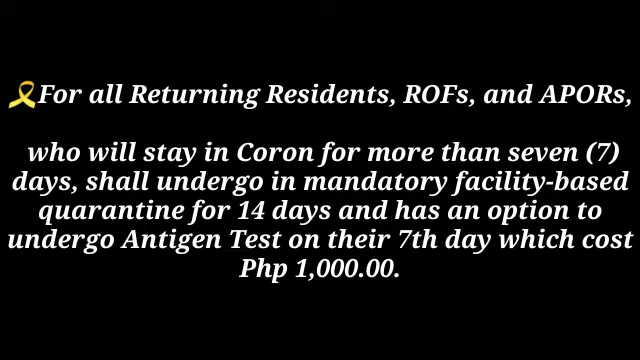 🎗For all Returning Residents, ROFs, and APORs,
who will stay in Coron for more than seven (7)
days, shall undergo in mandatory facility-based
quarantine for 14 days and has an option to
undergo Antigen Test on their 7th day which cost
Php 1,000.00.